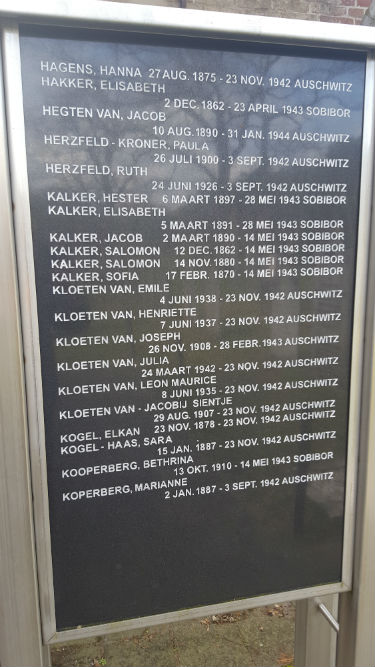 HAGENS, HANNA 27 AUG. 1875 - 23 NOV. 1942 AUSCHWITZ
HAKKER, ELISABETH
2 DEC. 1862 - 23 APRIL 1943 SOBIBOR
HEGTEN VAN, JACOB
10 AUG. 1890 - 31 JAN. 1944 AUSCHWITZ
HERZFELD - KRONER, PAULA
26 JULI 1900 - 3 SEPT. 1942 AUSCHWITZ
HERZFELD, RUTH
24 JUNI 1926 - 3 SEPT. 1942 AUSCHWITZ
KALKER, HESTER 6 MAART 1897 - 28 MEI 1943 SOBIBOR
KALKER, ELISABETH
5 MAART 1891 - 28 MEI 1943 SOBIBOR
KALKER, JACOB 2 MAART 1890 - 14 MEI 1943 SOBIBOR
KALKER, SALOMON 12 DEC. 1862 - 14 MEI 1943 SOBIBOR
KALKER, SALOMON 14 NOV. 1880 - 14 MEI 1943 SOBIBOR
KALKER, SOFIA 17 FEBR. 1870 - 14 MEI 1943 SOBIBOR
KLOETEN VAN, EMILE
4 JUNI 1938 - 23 NOV. 1942 AUSCHWITZ
KLOETEN VAN, HENRIETTE
7 JUNI 1937 - 23 NOV. 1942 AUSCHWITZ
KLOETEN VAN, JOSEPH
26 NOV. 1908 - 28 FEBR. 1943 AUSCHWITZ
KLOETEN VAN, JULIA
24 MAART 1942 - 23 NOV. 1942 AUSCHWITZ
KLOETEN VAN, LEON MAURICE
8 JUNI 1935 - 23 NOV. 1942 AUSCHWITZ
KLOETEN VAN - JACOBIJ SIENTJE
29 AUG. 1907 - 23 NOV. 1942 AUSCHWITZ
KOGEL, ELKAN 23 NOV. 1878 - 23 NOV. 1942 AUSCHWITZ
KOGEL - HAAS, SARA
15 JAN. 1887 - 23 NOV. 1942 AUSCHWITZ
KOOPERBERG, BETHRINA
13 OKT. 1910 - 14 MEI 1943 SOBIBOR
KOPERBERG, MARIANNE
2 JAN. 1887 - 3 SEPT. 1942 AUSCHWITZ